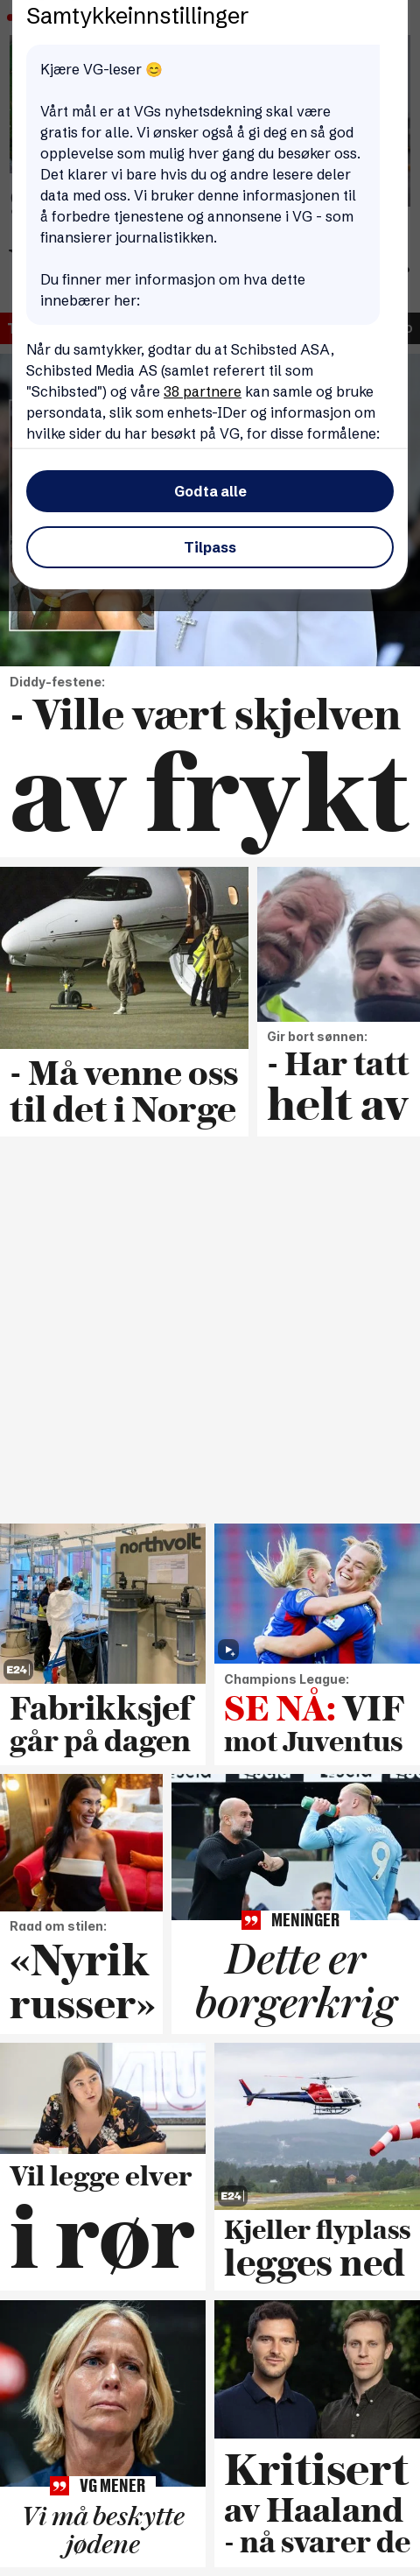 Samtykkeinnstillinger
Kjære VG-leser 😊
Vårt mål er at VGs nyhetsdekning skal være
gratis for alle. Vi ønsker også å gi deg en så god
opplevelse som mulig hver gang du besøker oss.
Det klarer vi bare hvis du og andre lesere deler
data med oss. Vi bruker denne informasjonen til
å forbedre tjenestene og annonsene i VG - som
finansierer journalistikken.
Du finner mer informasjon om hva dette
innebærer her:
Når du samtykker, godtar du at Schibsted ASA,
Schibsted Media AS (samlet referert til som
"Schibsted") og våre 38 partnere kan samle og bruke
persondata, slik som enhets-IDer og informasjon om
hvilke sider du har besøkt på VG, for disse formålene:
Godta alle
Tilpass
Diddy-festene:
- Ville vært skjelven
av frykt
- Må venne oss
til det i Norge
Gir bort sønnen:
- Har tatt
helt av
northvolt
E24
Fabrikksjef
går på dagen
Champions League:
SE NÅ: VIF
mot Juventus
Raad om stilen:
«Nyrik
russer»
9
MENINGER
Dette er
borgerkrig
Vil legge elver
i rør
E24
Kjeller flyplass
legges ned
VG MENER
Vi må beskytte
jødene
Kritisert
av Haaland
- nå svarer de